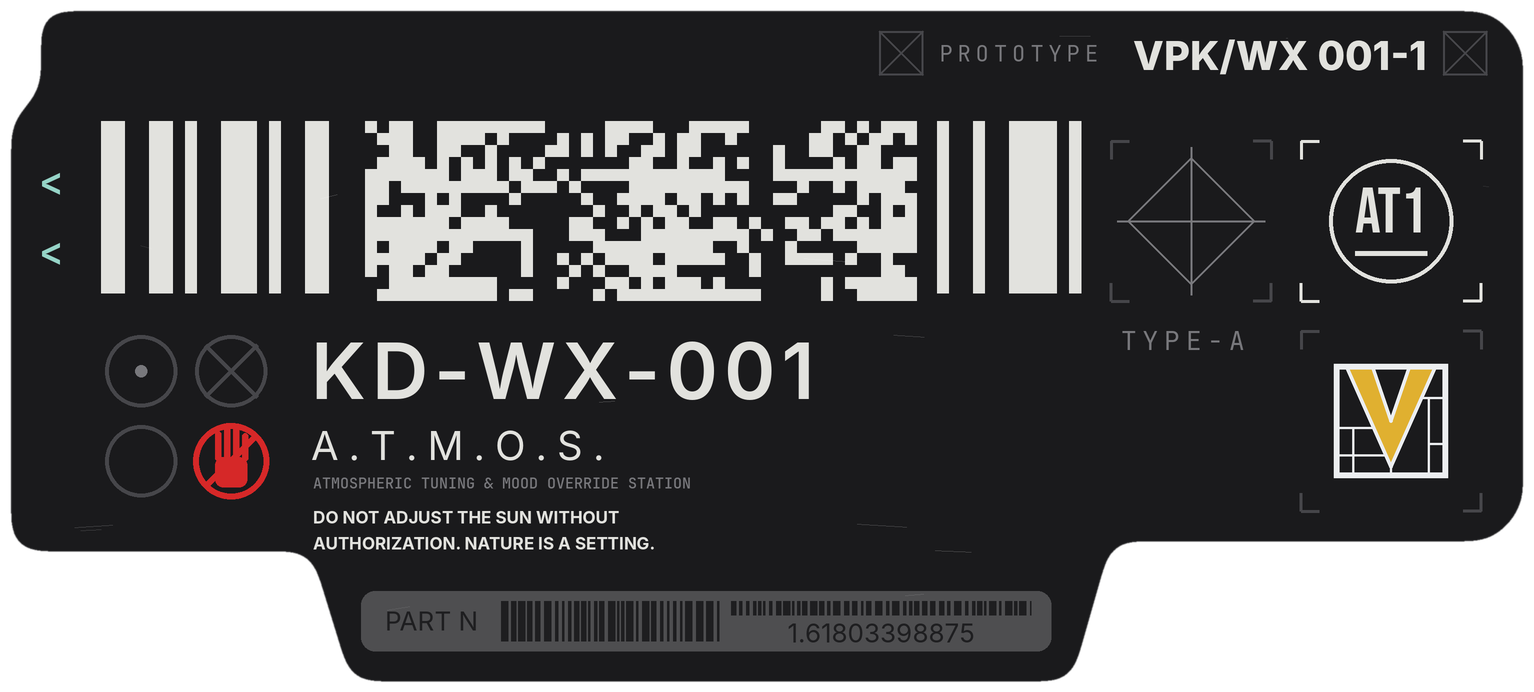 PROTOTYPE VPK/WX 001-1
<
<
AT1
TYPE-A
KD-WX-001
A.T.M.O.S.
ATMOSPHERIC TUNING & MOOD OVERRIDE STATION
DO NOT ADJUST THE SUN WITHOUT
AUTHORIZATION. NATURE IS A SETTING.
V
PART N
1.61803398875